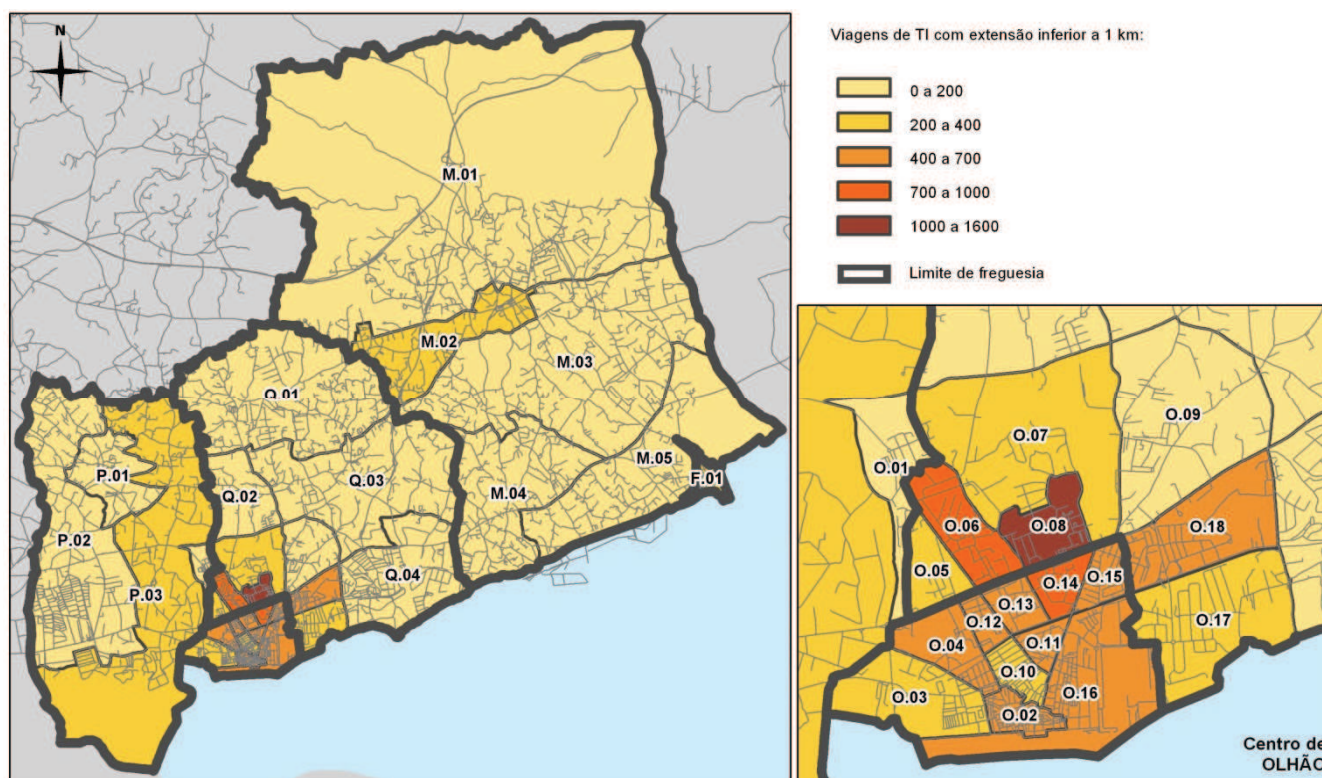 N
M.01
M.02
M.03
Q.01
P.01
Q.02
Q.03
M.05
F.01
M.04
P.02
Q.04
P.03
Viagens de TI com extensão inferior a 1 km:
0 a 200
200 a 400
400 a 700
700 a 1000
1000 a 1600
Limite de freguesia
O.09
O.07
O.01
O.06
O.08
O.18
O.05
O.14
O.15
O.13
O.12
O.17
O.04
O.11
O.10
O.03
O.16
O.02
Centro de
OLHÃO